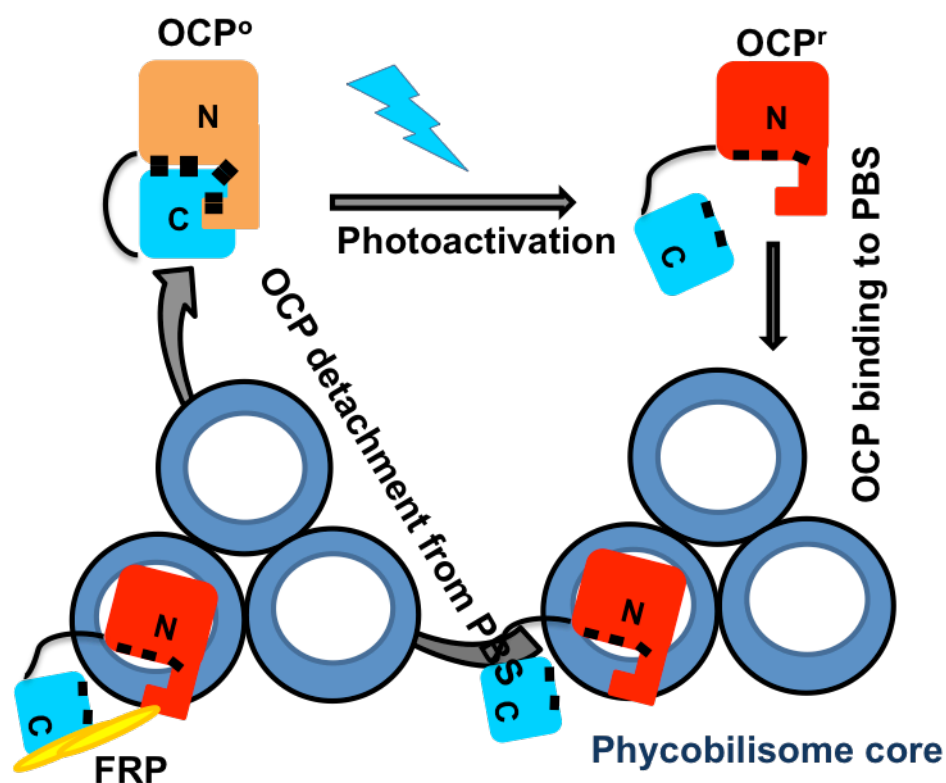 OCPᵒ
OCPʳ
N
N
C
C
Photoactivation
OCP binding to PBS
OCP detachment from PBS
N
N
C
C
FRP
Phycobilisome core